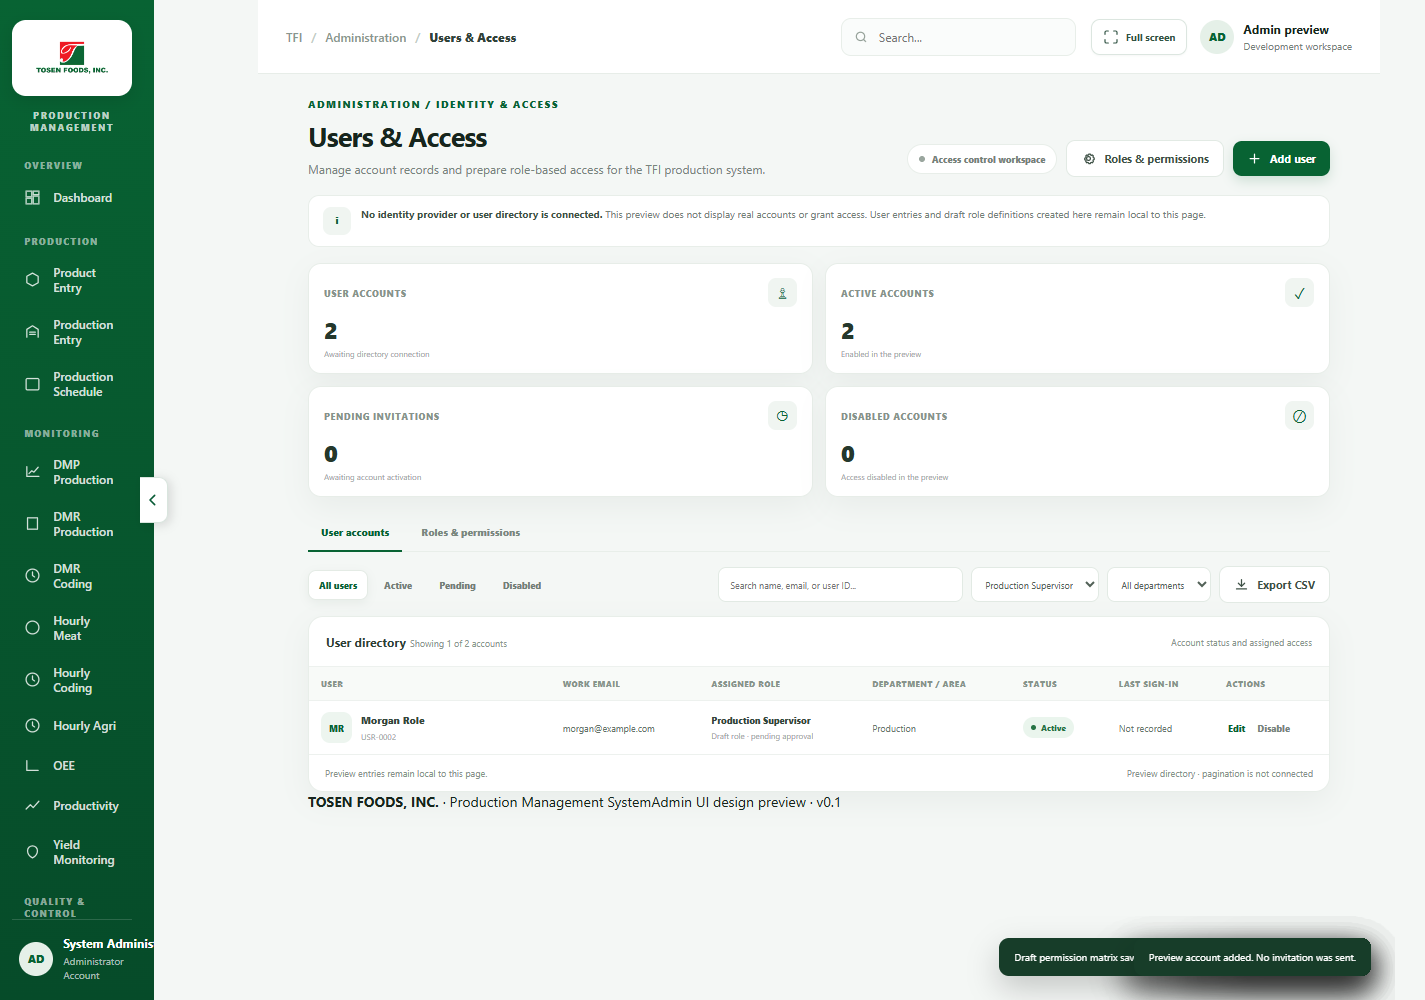 TOSEN FOODS, INC.
PRODUCTION
MANAGEMENT
OVERVIEW
Dashboard
PRODUCTION
Product
Entry
Production
Entry
Production
Schedule
MONITORING
DMP
Production
DMR
Production
DMR
Coding
Hourly
Meat
Hourly
Coding
Hourly Agri
OEE
Productivity
Yield
Monitoring
QUALITY &
CONTROL
AD
System Adminis
Administrator
Account
TFI / Administration / Users & Access
Search...
Full screen
AD
Admin preview
Development workspace
ADMINISTRATION / IDENTITY & ACCESS
Users & Access
Manage account records and prepare role-based access for the TFI production system.
Access control workspace
Roles & permissions
Add user
i
No identity provider or user directory is connected. This preview does not display real accounts or grant access. User entries and draft role definitions created here remain local to this page.
USER ACCOUNTS
2
Awaiting directory connection
ACTIVE ACCOUNTS
2
Enabled in the preview
PENDING INVITATIONS
0
Awaiting account activation
DISABLED ACCOUNTS
0
Access disabled in the preview
User accounts
Roles & permissions
All users
Active
Pending
Disabled
Search name, email, or user ID...
Production Supervisor
All departments
Export CSV
User directory Showing 1 of 2 accounts
Account status and assigned access
USER WORK EMAIL ASSIGNED ROLE DEPARTMENT / AREA STATUS LAST SIGN-IN ACTIONS
MR
Morgan Role
USR-0002
morgan@example.com
Production Supervisor
Draft role · pending approval
Production
Active
Not recorded
Edit
Disable
Preview entries remain local to this page.
Preview directory · pagination is not connected
TOSEN FOODS, INC. · Production Management SystemAdmin UI design preview · v0.1
Draft permission matrix sav
Preview account added. No invitation was sent.